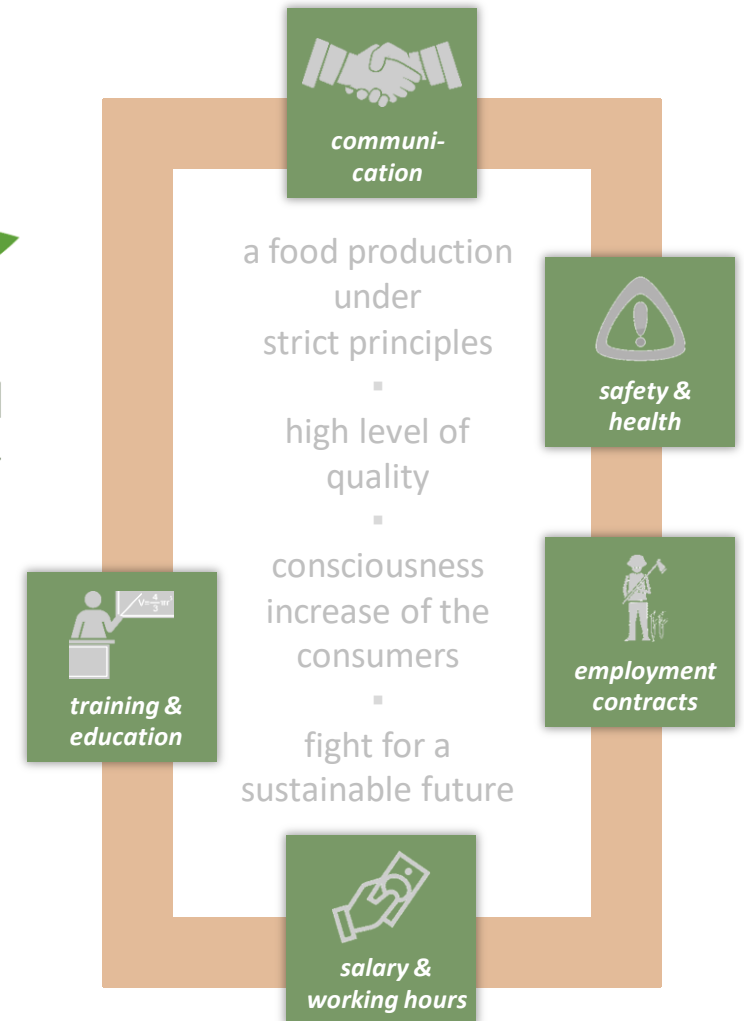 communi-
cation
a food production
under
strict principles
▪
high level of
quality
▪
consciousness
increase of the
consumers
▪
fight for a
sustainable future
safety &
health
employment
contracts
training &
education
salary &
working hours